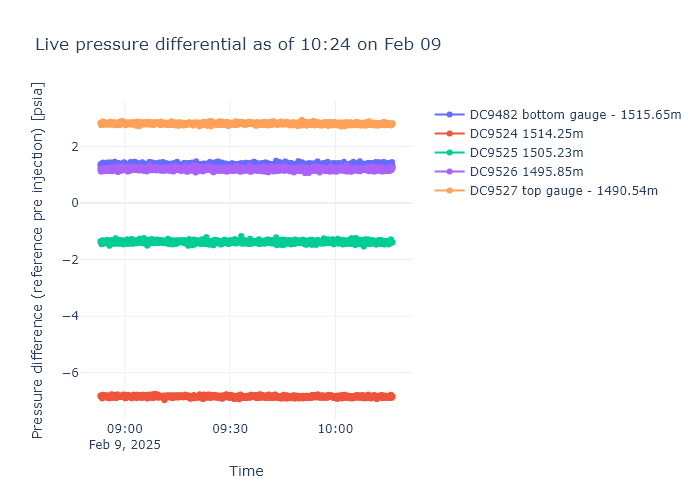 Live pressure differential as of 10:24 on Feb 09
Pressure difference (reference pre injection) [psia]
2
0
−2
−4
−6
09:00
Feb 9, 2025
09:30
10:00
Time
DC9482 bottom gauge - 1515.65m
DC9524 1514.25m
DC9525 1505.23m
DC9526 1495.85m
DC9527 top gauge - 1490.54m